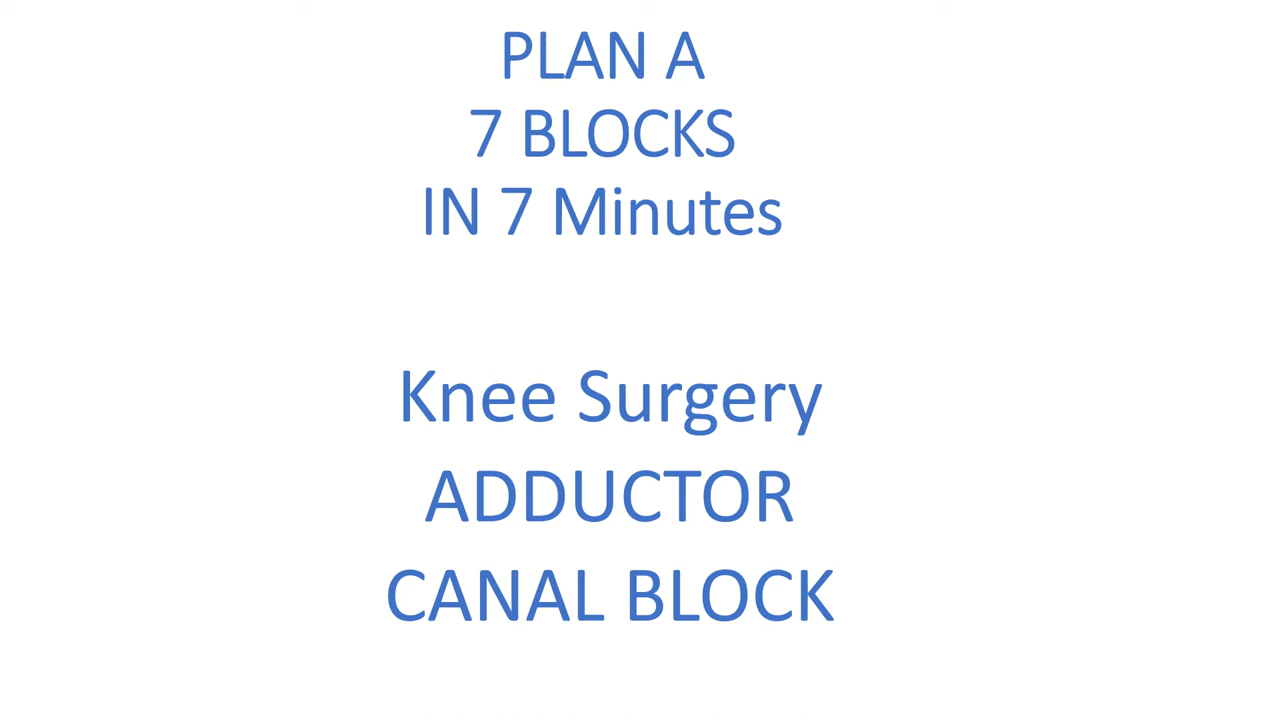 PLAN A
7 BLOCKS
IN 7 Minutes
Knee Surgery
ADDUCTOR
CANAL BLOCK